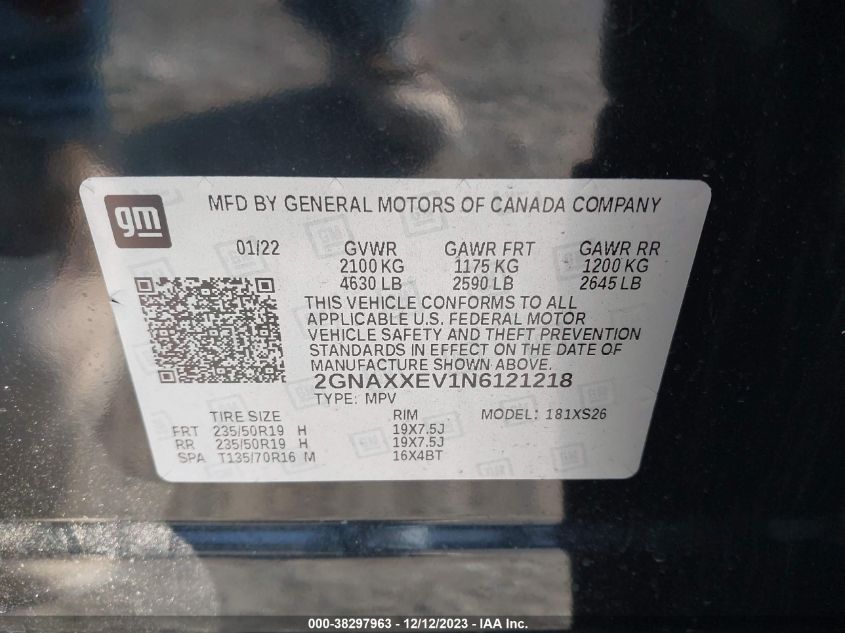 gm
MFD BY GENERAL MOTORS OF CANADA COMPANY
01/22 GVWR GAWR FRT GAWR RR
2100 KG 1175 KG 1200 KG
4630 LB 2590 LB 2645 LB
THIS VEHICLE CONFORMS TO ALL
APPLICABLE U.S. FEDERAL MOTOR
VEHICLE SAFETY AND THEFT PREVENTION
STANDARDS IN EFFECT ON THE DATE OF
MANUFACTURE SHOWN ABOVE.
2GNAXXEV1N6121218
TYPE: MPV
TIRE SIZE RIM MODEL: 181XS26
FRT 235/50R19 H 19X7.5J
RR 235/50R19 H 19X7.5J
SPA T135/70R16 M 16X4BT
000-38297963 - 12/12/2023 - IAA Inc.